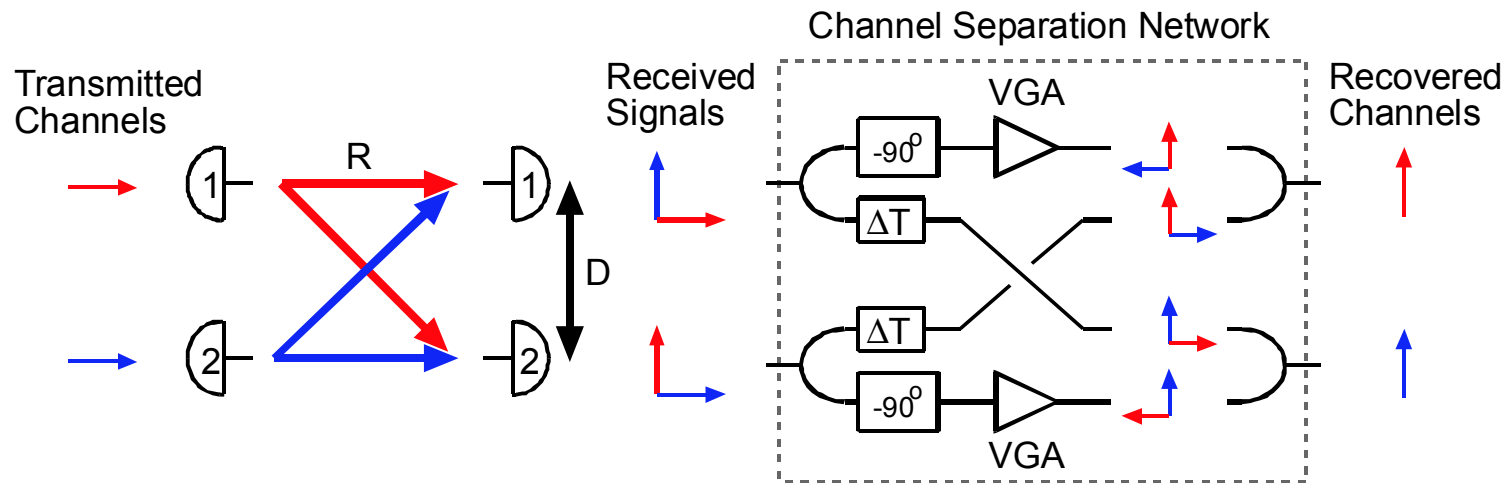 Channel Separation Network
Transmitted
Channels
Received
Signals
VGA
Recovered
Channels
R
1
1
-90°
ΔT
D
2
2
ΔT
-90°
VGA